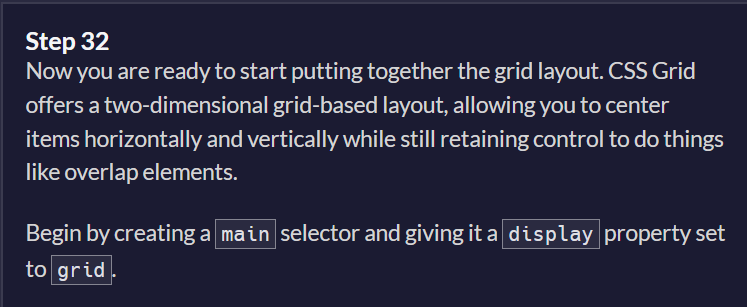 Step 32
Now you are ready to start putting together the grid layout. CSS Grid
offers a two-dimensional grid-based layout, allowing you to center
items horizontally and vertically while still retaining control to do things
like overlap elements.
Begin by creating a main selector and giving it a display property set
to grid.